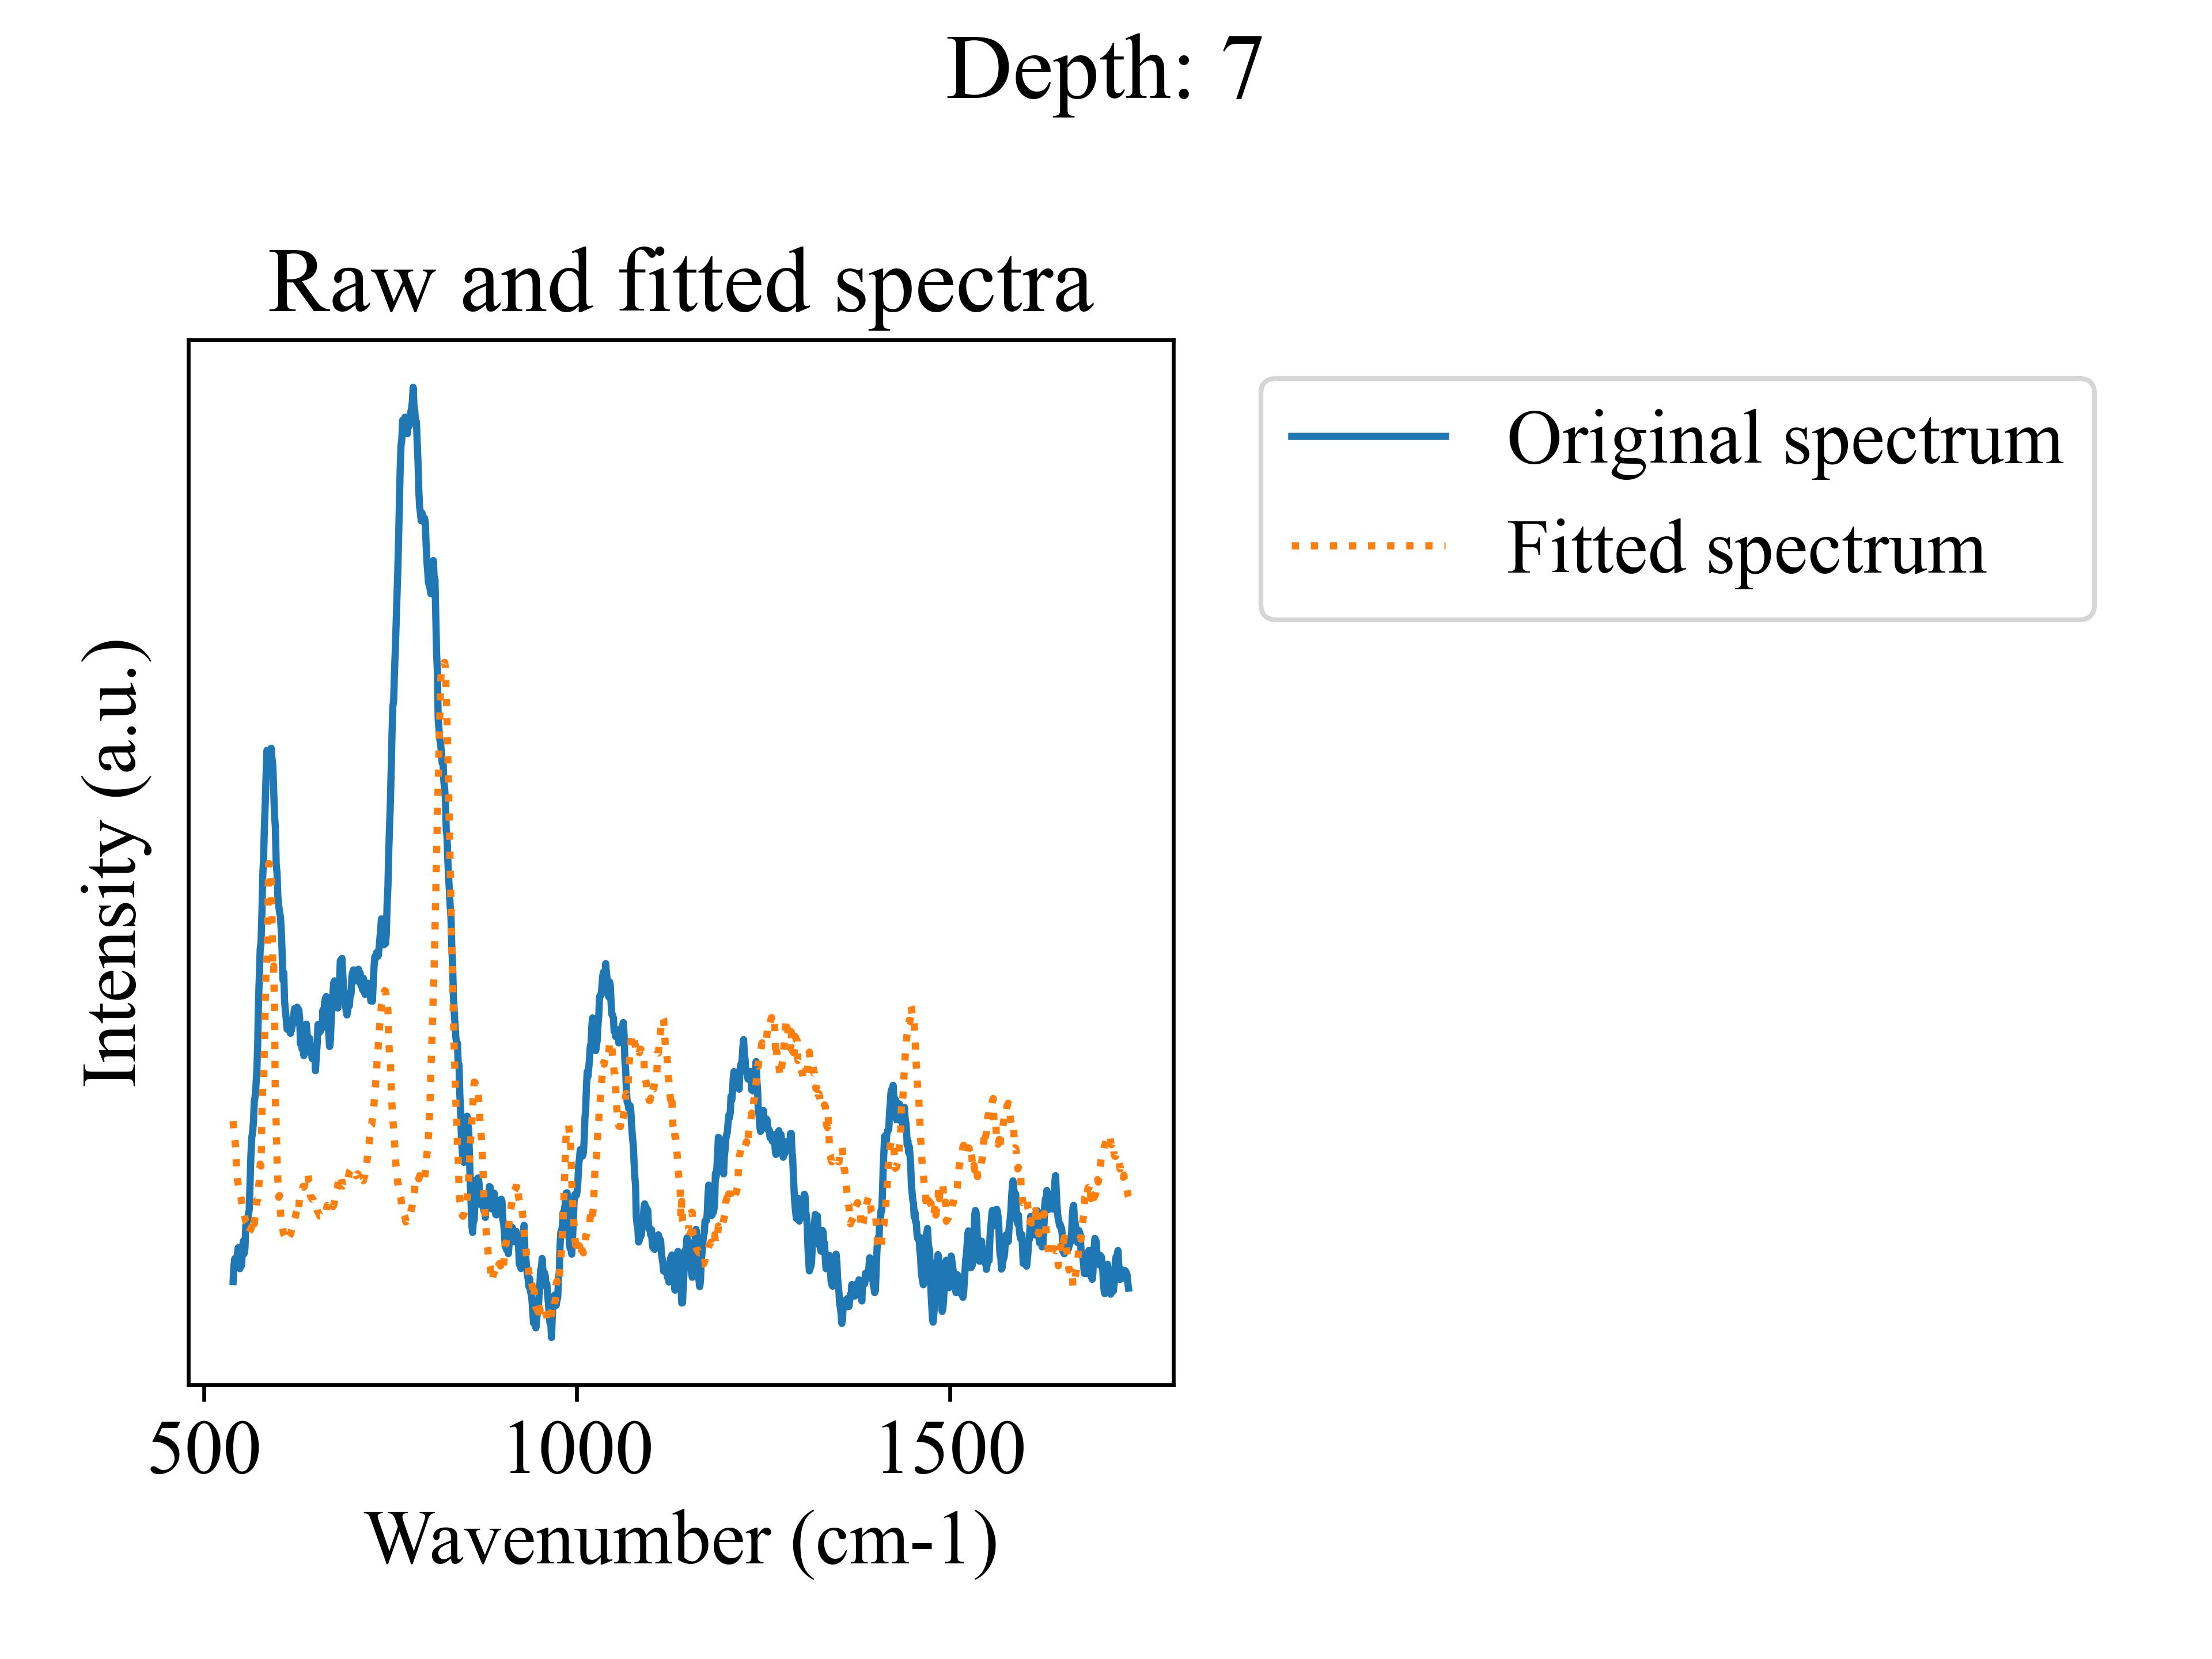 Depth: 7
Raw and fitted spectra
Original spectrum
Fitted spectrum
Intensity (a.u.)
500 1000 1500
Wavenumber (cm-1)